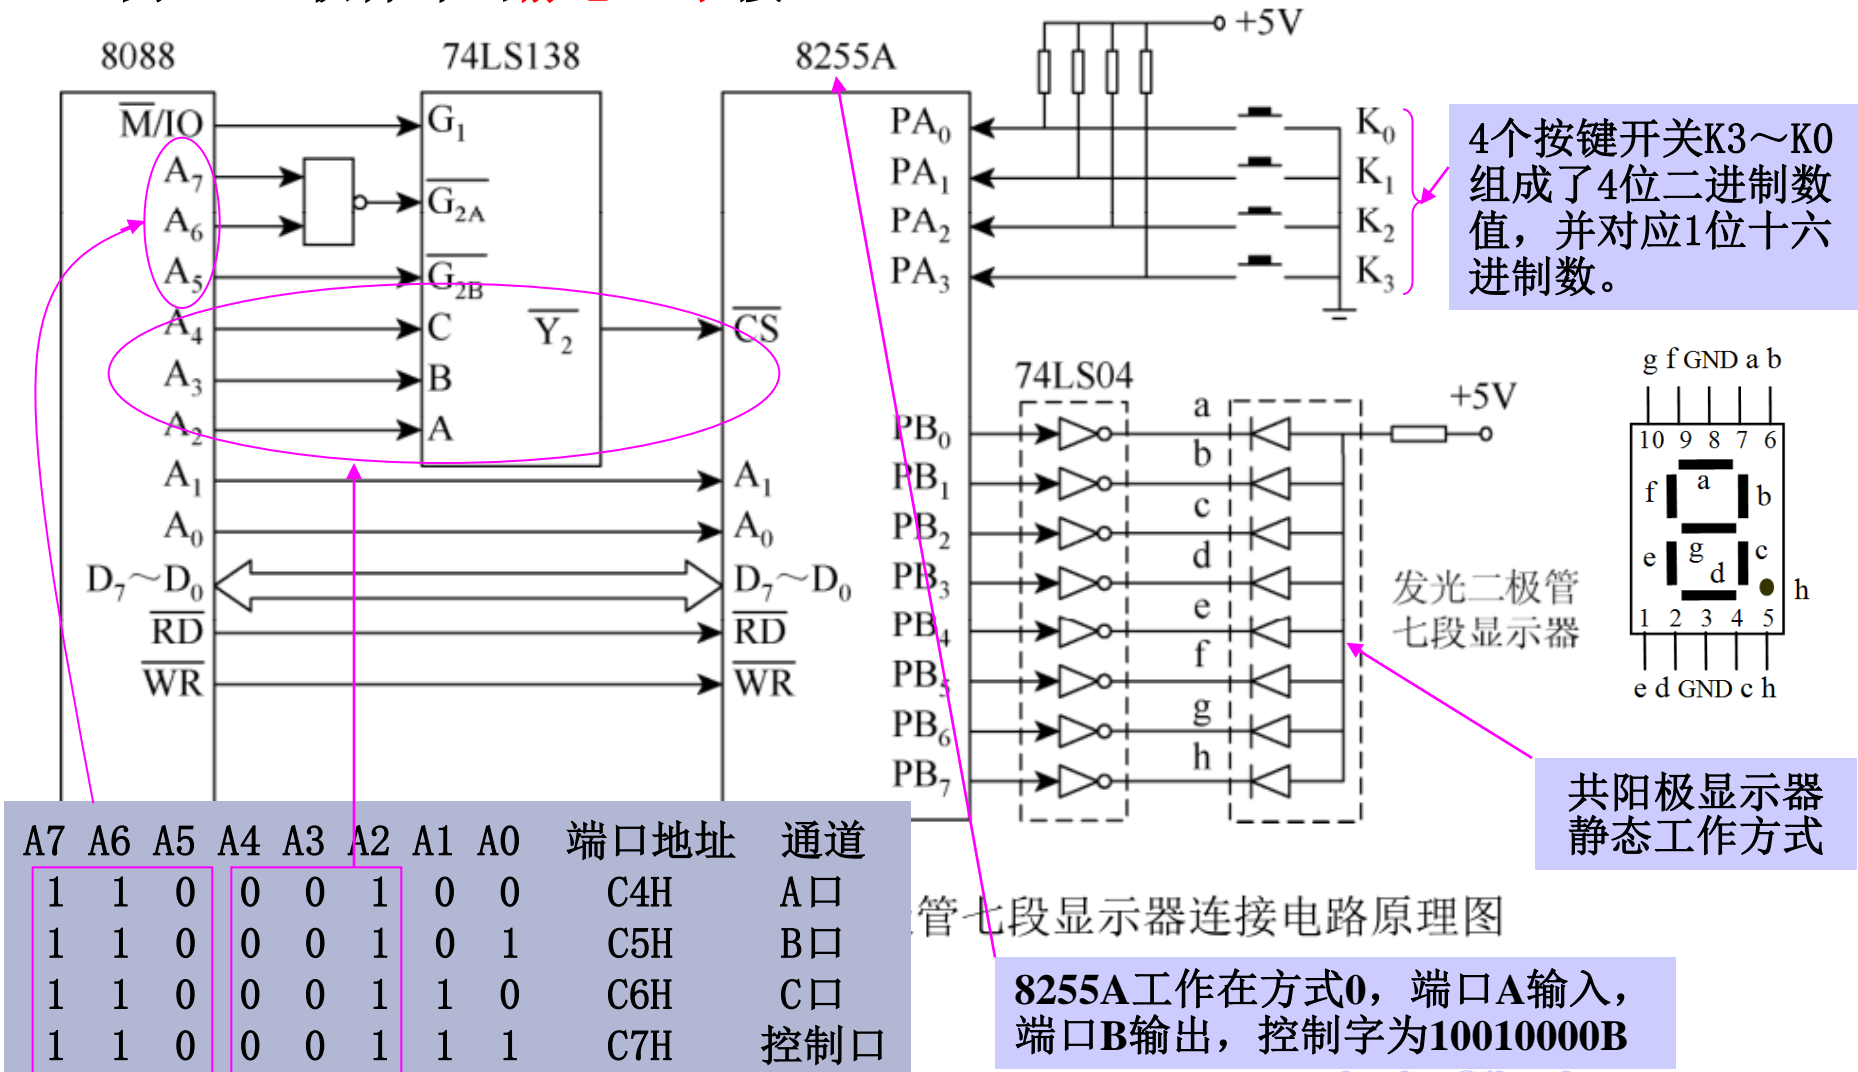 8088
74LS138
8255A
+5V
M̅/IO
A7
A6
A5
A4
A3
A2
A1
A0
D7～D0
R̅D̅
W̅R̅
G1
G̅2A̅
G̅2B̅
C
B
A
Y̅2̅
C̅S̅
A1
A0
D7～D0
R̅D̅
W̅R̅
PA0
PA1
PA2
PA3
K0
K1
K2
K3
4个按键开关K3～K0
组成了4位二进制数
值，并对应1位十六
进制数。
74LS04
+5V
PB0
PB1
PB2
PB3
PB4
PB5
PB6
PB7
a
b
c
d
e
f
g
h
发光二极管
七段显示器
g f GND a b
10 9 8 7 6
a
f
b
g
e
c
d
h
1 2 3 4 5
e d GND c h
共阳极显示器
静态工作方式
A7 A6 A5 A4 A3 A2 A1 A0 端口地址 通道
1 1 0 0 0 1 0 0 C4H A口
1 1 0 0 0 1 0 1 C5H B口
1 1 0 0 0 1 1 0 C6H C口
1 1 0 0 0 1 1 1 C7H 控制口
管七段显示器连接电路原理图
8255A工作在方式0，端口A输入，
端口B输出，控制字为10010000B